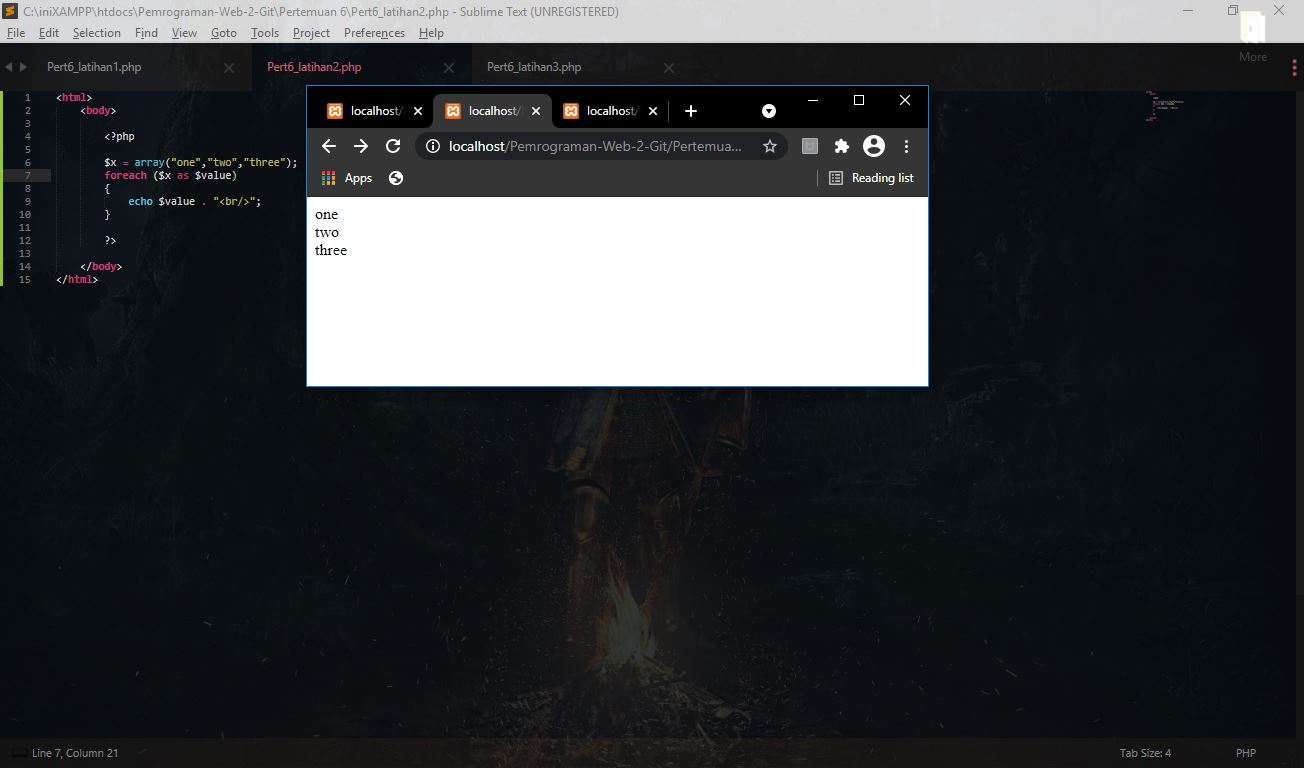 C:\iniXAMPP\htdocs\Pemrograman-Web-2-Git\Pertemuan 6\Pert6_latihan2.php - Sublime Text (UNREGISTERED)
File Edit Selection Find View Goto Tools Project Preferences Help
More
Pert6_latihan1.php Pert6_latihan2.php Pert6_latihan3.php
1 <html>
2 <body>
3
4 <?php
5
6 $x = array("one","two","three");
7 foreach ($x as $value)
8 {
9 echo $value . "<br/>";
10 }
11
12 ?>
13
14 </body>
15 </html>
localhost/ localhost/ localhost/
localhost/Pemrograman-Web-2-Git/Pertemua...
Apps Reading list
one
two
three
Line 7, Column 21 Tab Size: 4 PHP